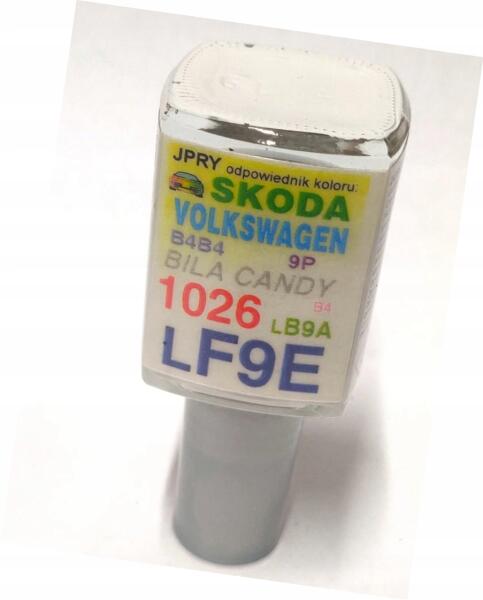 JPRY odpowiednik koloru:
SKODA
VOLKSWAGEN
B4B4 9P
BILA CANDY
1026 B4
LB9A
LF9E